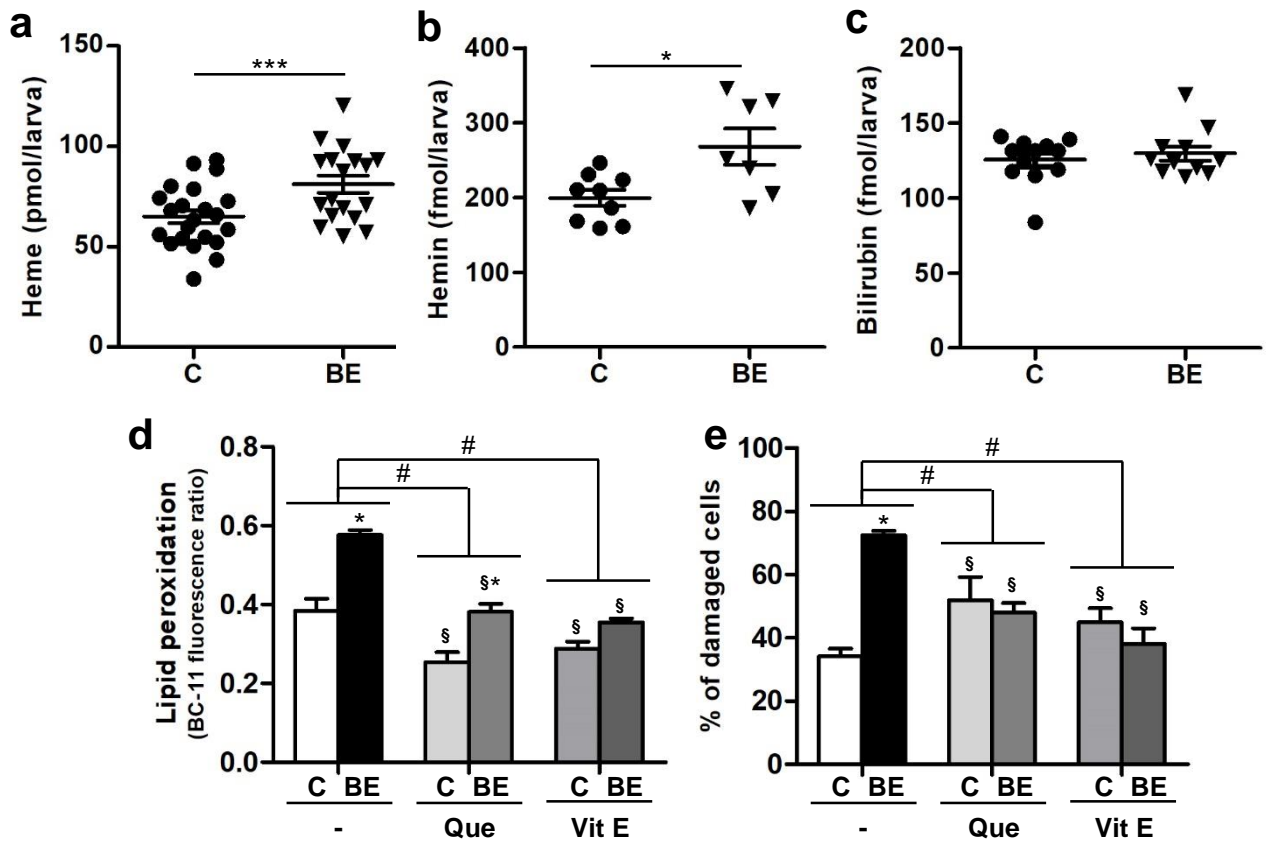 a
Heme (pmol/larva)
150
100
50
0
***
C BE
b
Hemin (fmol/larva)
400
300
200
100
0
*
C BE
c
Bilirubin (fmol/larva)
200
150
100
50
0
C BE
d
Lipid peroxidation
(BC-11 fluorescence ratio)
0.8
0.6
0.4
0.2
0.0
#
#
*
§
§*
§
§
C BE C BE C BE
- Que Vit E
e
% of damaged cells
100
80
60
40
20
0
#
#
*
§
§
§
§
C BE C BE C BE
- Que Vit E